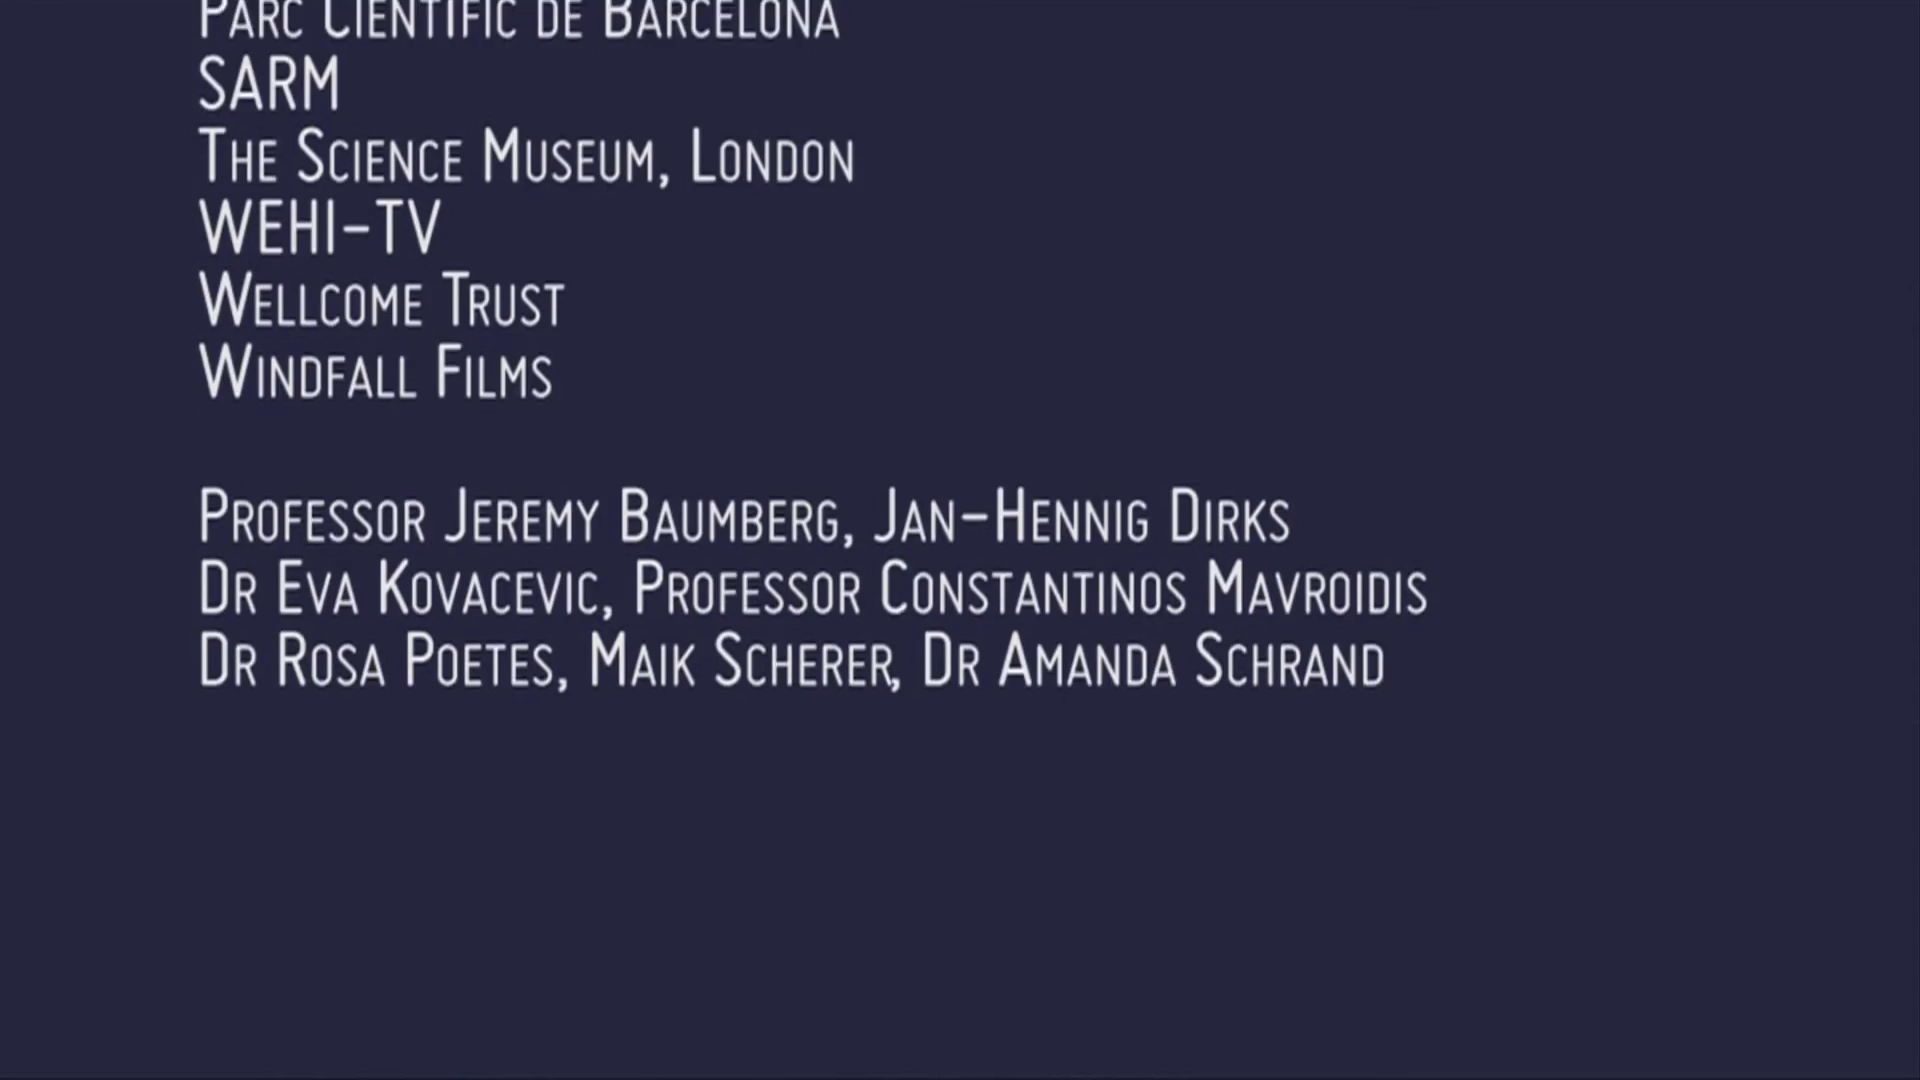 Parc Científic de Barcelona
SARM
The Science Museum, London
WEHI-TV
Wellcome Trust
Windfall Films
Professor Jeremy Baumberg, Jan-Hennig Dirks
Dr Eva Kovacevic, Professor Constantinos Mavroidis
Dr Rosa Poetes, Maik Scherer, Dr Amanda Schrand